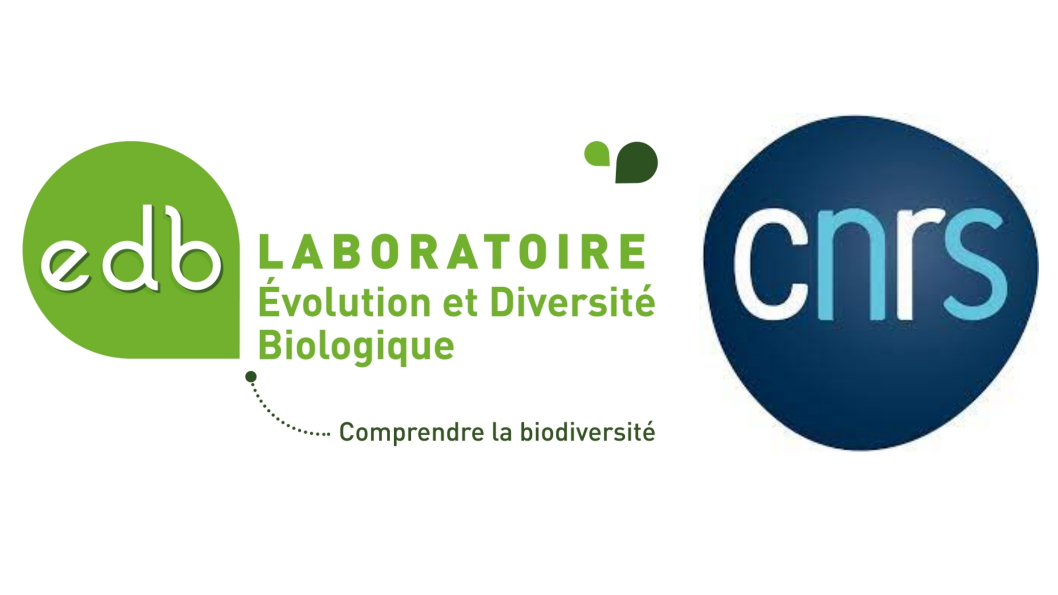 edb
LABORATOIRE
Évolution et Diversité
Biologique
Comprendre la biodiversité
cnrs